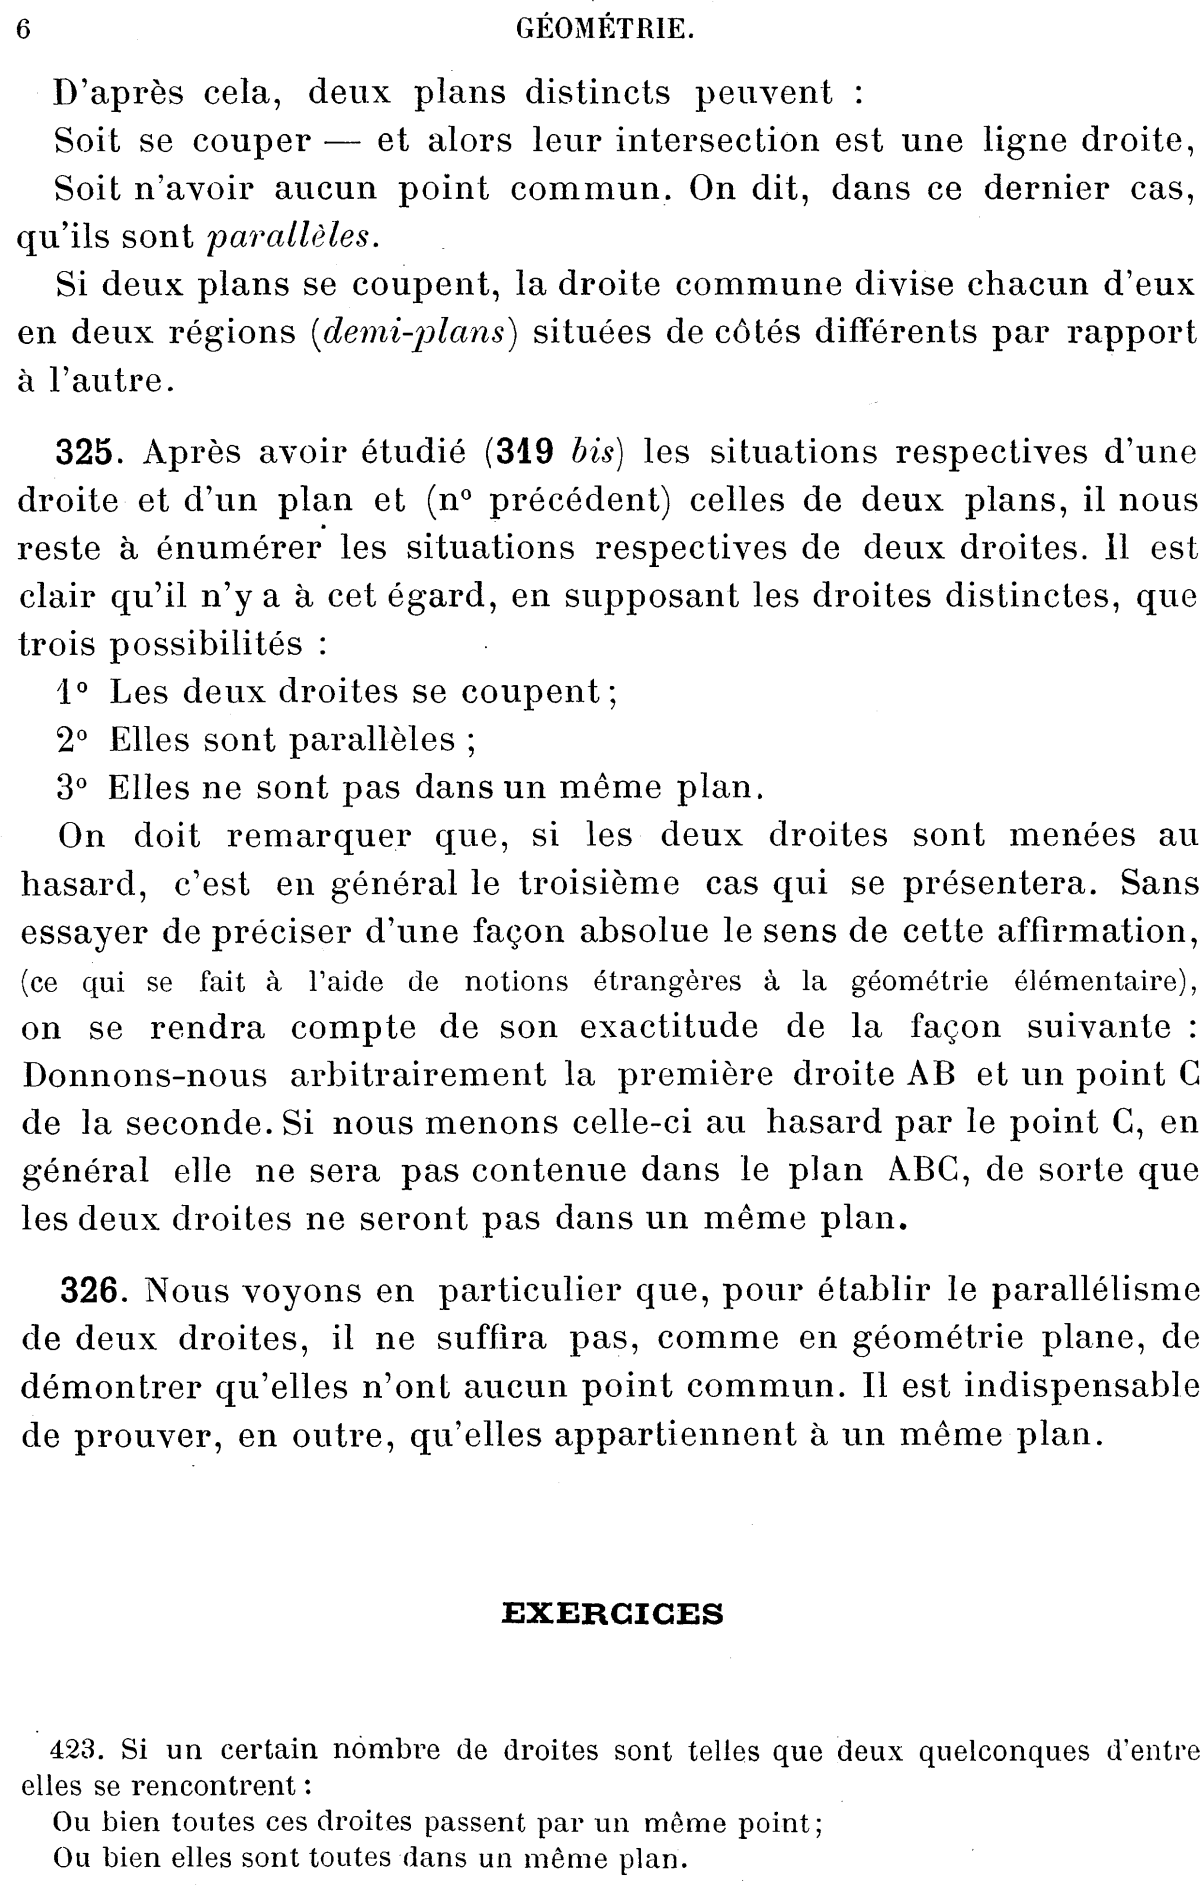 6 GÉOMÉTRIE.
D'après cela, deux plans distincts peuvent :
Soit se couper — et alors leur intersection est une ligne droite,
Soit n'avoir aucun point commun. On dit, dans ce dernier cas,
qu'ils sont parallèles.
Si deux plans se coupent, la droite commune divise chacun d'eux
en deux régions (demi-plans) situées de côtés différents par rapport
à l'autre.
325. Après avoir étudié (319 bis) les situations respectives d'une
droite et d'un plan et (nº précédent) celles de deux plans, il nous
reste à énumérer les situations respectives de deux droites. Il est
clair qu'il n'y a à cet égard, en supposant les droites distinctes, que
trois possibilités :
1º Les deux droites se coupent ;
2º Elles sont parallèles ;
3º Elles ne sont pas dans un même plan.
On doit remarquer que, si les deux droites sont menées au
hasard, c'est en général le troisième cas qui se présentera. Sans
essayer de préciser d'une façon absolue le sens de cette affirmation,
(ce qui se fait à l'aide de notions étrangères à la géométrie élémentaire),
on se rendra compte de son exactitude de la façon suivante :
Donnons-nous arbitrairement la première droite AB et un point C
de la seconde. Si nous menons celle-ci au hasard par le point C, en
général elle ne sera pas contenue dans le plan ABC, de sorte que
les deux droites ne seront pas dans un même plan.
326. Nous voyons en particulier que, pour établir le parallélisme
de deux droites, il ne suffira pas, comme en géométrie plane, de
démontrer qu'elles n'ont aucun point commun. Il est indispensable
de prouver, en outre, qu'elles appartiennent à un même plan.
EXERCICES
423. Si un certain nombre de droites sont telles que deux quelconques d'entre
elles se rencontrent :
Ou bien toutes ces droites passent par un même point ;
Ou bien elles sont toutes dans un même plan.